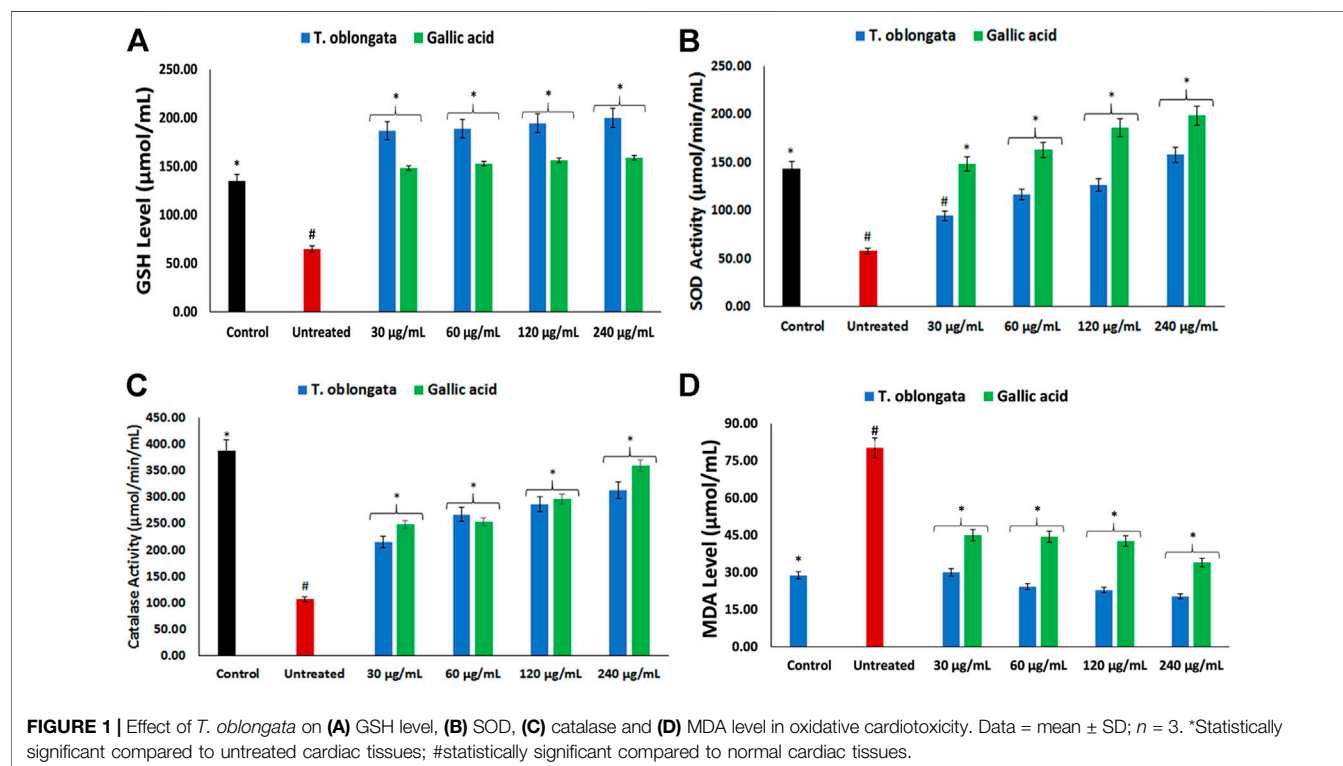 A
T. oblongata Gallic acid
GSH Level (µmol/mL)
250.00
200.00
150.00
100.00
50.00
0.00
* # * * * *
Control Untreated 30 µg/mL 60 µg/mL 120 µg/mL 240 µg/mL
B
T. oblongata Gallic acid
SOD Activity (µmol/min/mL)
250.00
200.00
150.00
100.00
50.00
0.00
* # # * * * *
Control Untreated 30 µg/mL 60 µg/mL 120 µg/mL 240 µg/mL
C
T. oblongata Gallic acid
Catalase Activity (µmol/min/mL)
450.00
400.00
350.00
300.00
250.00
200.00
150.00
100.00
50.00
0.00
* # * * * *
Control Untreated 30 µg/mL 60 µg/mL 120 µg/mL 240 µg/mL
D
T. oblongata Gallic acid
MDA Level (µmol/mL)
90.00
75.00
60.00
45.00
30.00
15.00
0.00
* # * * * *
Control Untreated 30 µg/mL 60 µg/mL 120 µg/mL 240 µg/mL
FIGURE 1 | Effect of T. oblongata on (A) GSH level, (B) SOD, (C) catalase and (D) MDA level in oxidative cardiotoxicity. Data = mean ± SD; n = 3. *Statistically
significant compared to untreated cardiac tissues; #statistically significant compared to normal cardiac tissues.